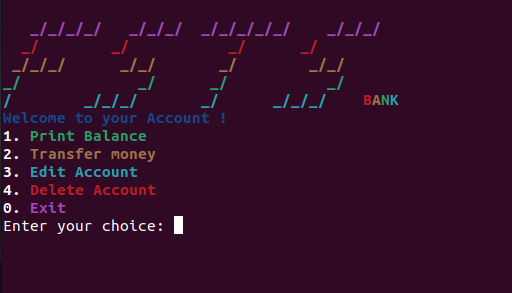 _/_/_/_/   _/_/_/  _/_/_/_/_/    _/_/_/
  _/        _/           _/      _/
 _/_/_/      _/_/       _/        _/_/
_/             _/      _/           _/
/        _/_/_/       _/      _/_/_/    BANK
Welcome to your Account !
1. Print Balance
2. Transfer money
3. Edit Account
4. Delete Account
0. Exit
Enter your choice: